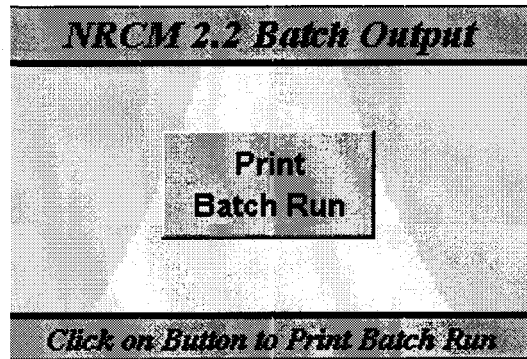 NRCM 2.2 Batch Output
Print
Batch Run
Click on Button to Print Batch Run